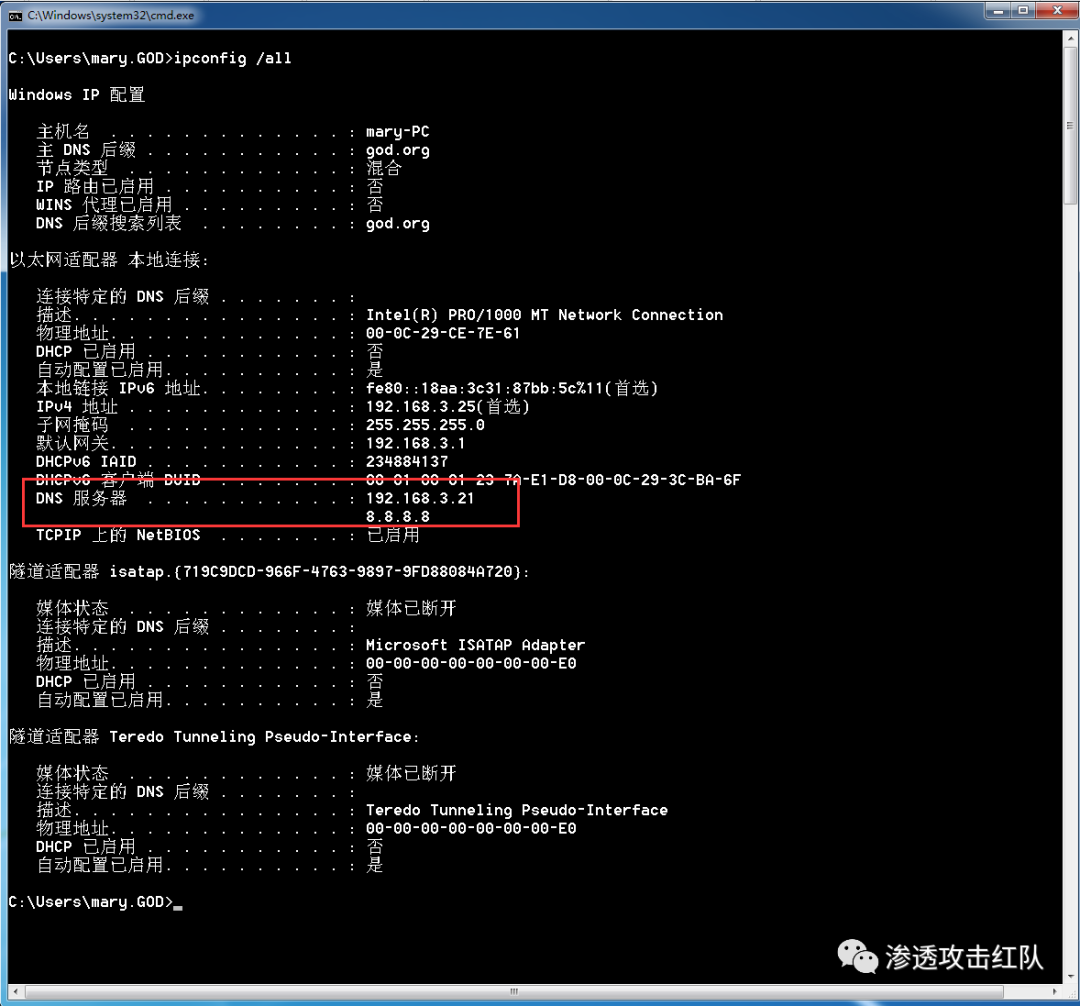 C:\Windows\system32\cmd.exe
C:\Users\mary.GOD>ipconfig /all
Windows IP 配置
主机名 . . . . . . . . . . . . . : mary-PC
主 DNS 后缀 . . . . . . . . . . . : god.org
节点类型 . . . . . . . . . . . . : 混合
IP 路由已启用 . . . . . . . . . . : 否
WINS 代理已启用 . . . . . . . . . : 否
DNS 后缀搜索列表 . . . . . . . . : god.org
以太网适配器 本地连接:
连接特定的 DNS 后缀 . . . . . . . :
描述. . . . . . . . . . . . . . . : Intel(R) PRO/1000 MT Network Connection
物理地址. . . . . . . . . . . . . : 00-0C-29-CE-7E-61
DHCP 已启用 . . . . . . . . . . . : 否
自动配置已启用. . . . . . . . . . : 是
本地链接 IPv6 地址. . . . . . . . : fe80::18aa:3c31:87bb:5c%11(首选)
IPv4 地址 . . . . . . . . . . . . : 192.168.3.25(首选)
子网掩码 . . . . . . . . . . . . : 255.255.255.0
默认网关. . . . . . . . . . . . . : 192.168.3.1
DHCPv6 IAID . . . . . . . . . . . : 234884137
DHCPv6 客户端 DUID . . . . . . . : 00-01-00-01-23-7A-E1-D8-00-0C-29-3C-BA-6F
DNS 服务器 . . . . . . . . . . . : 192.168.3.21
8.8.8.8
TCPIP 上的 NetBIOS . . . . . . . : 已启用
隧道适配器 isatap.{719C9DCD-966F-4763-9897-9FD88084A720}:
媒体状态 . . . . . . . . . . . . : 媒体已断开
连接特定的 DNS 后缀 . . . . . . . :
描述. . . . . . . . . . . . . . . : Microsoft ISATAP Adapter
物理地址. . . . . . . . . . . . . : 00-00-00-00-00-00-00-E0
DHCP 已启用 . . . . . . . . . . . : 否
自动配置已启用. . . . . . . . . . : 是
隧道适配器 Teredo Tunneling Pseudo-Interface:
媒体状态 . . . . . . . . . . . . : 媒体已断开
连接特定的 DNS 后缀 . . . . . . . :
描述. . . . . . . . . . . . . . . : Teredo Tunneling Pseudo-Interface
物理地址. . . . . . . . . . . . . : 00-00-00-00-00-00-00-E0
DHCP 已启用 . . . . . . . . . . . : 否
自动配置已启用. . . . . . . . . . : 是
C:\Users\mary.GOD>_
渗透攻击红队